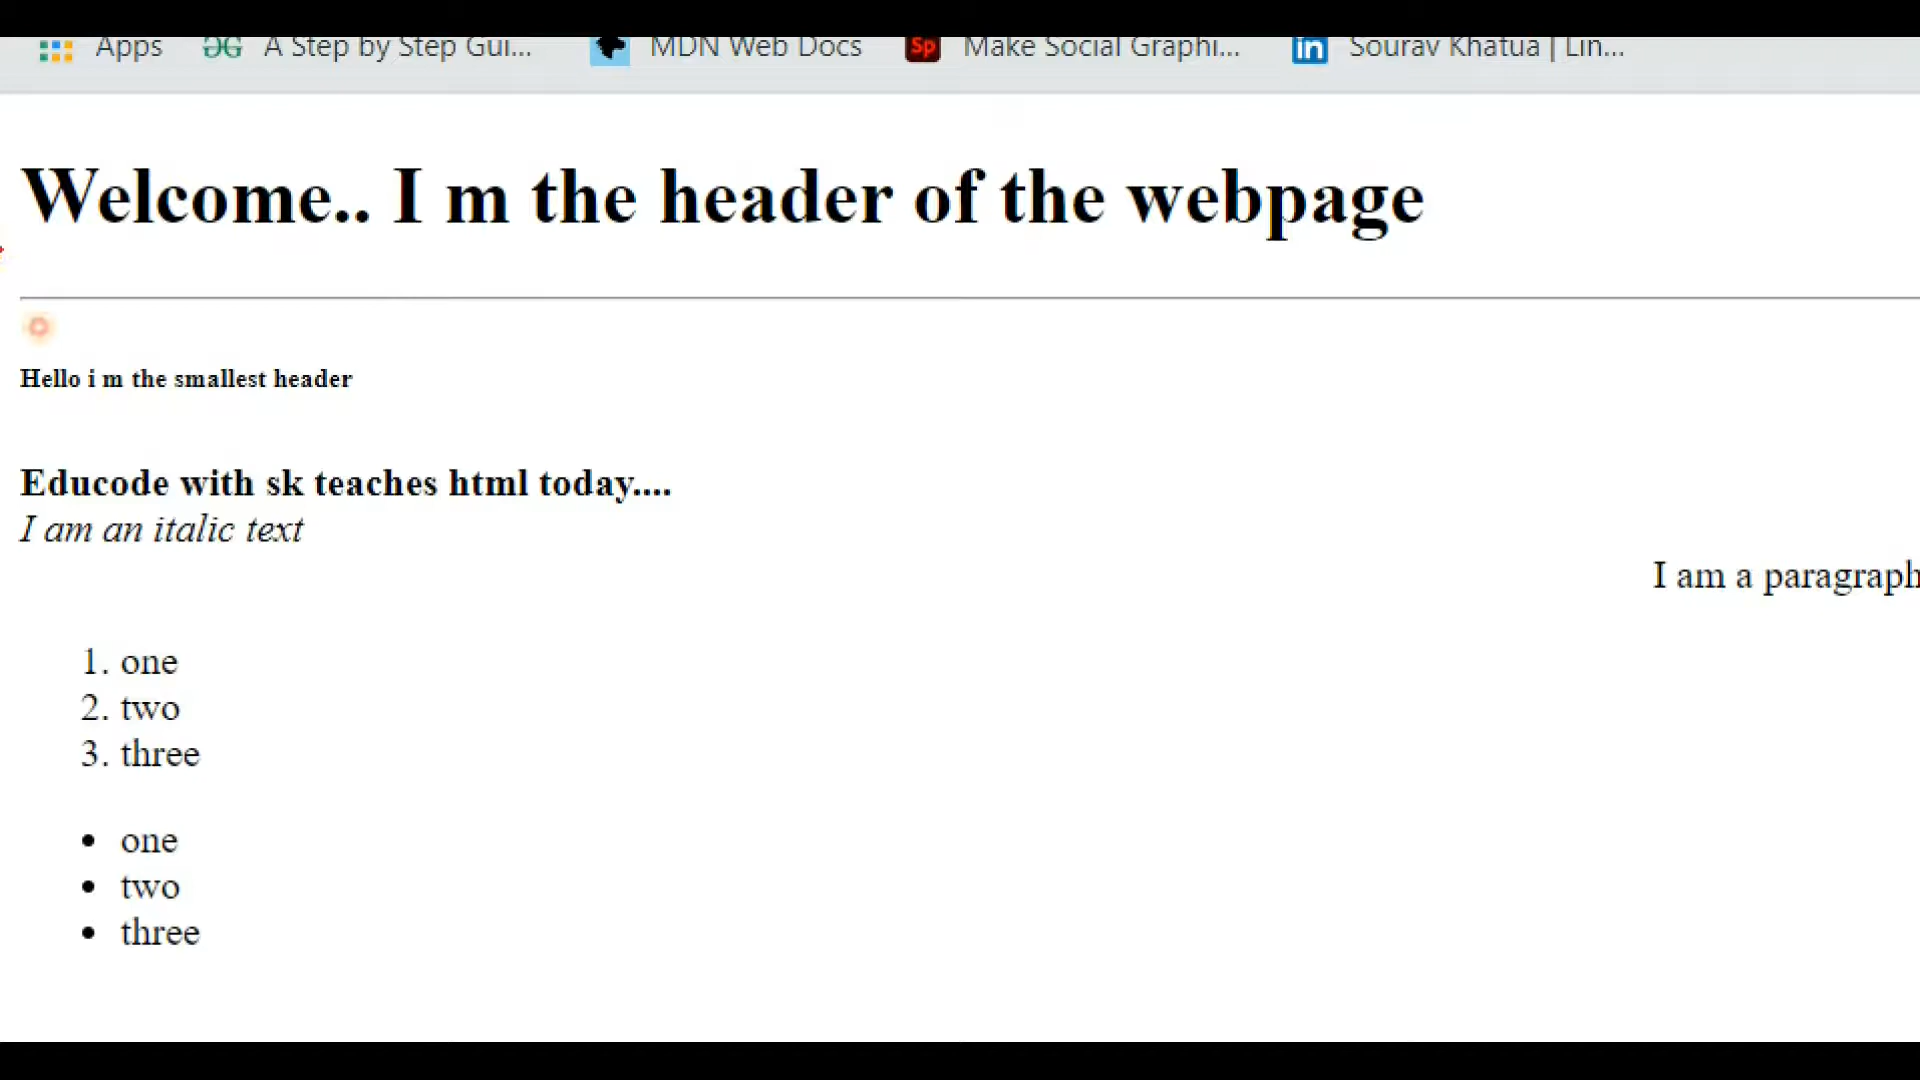 Apps A Step by Step Gui... MDN Web Docs Sp Make Social Graphi... in Sourav Khatua | Lin...
Welcome.. I m the header of the webpage
Hello i m the smallest header
Educode with sk teaches html today....
I am an italic text
I am a paragraph
1. one
2. two
3. three
• one
• two
• three